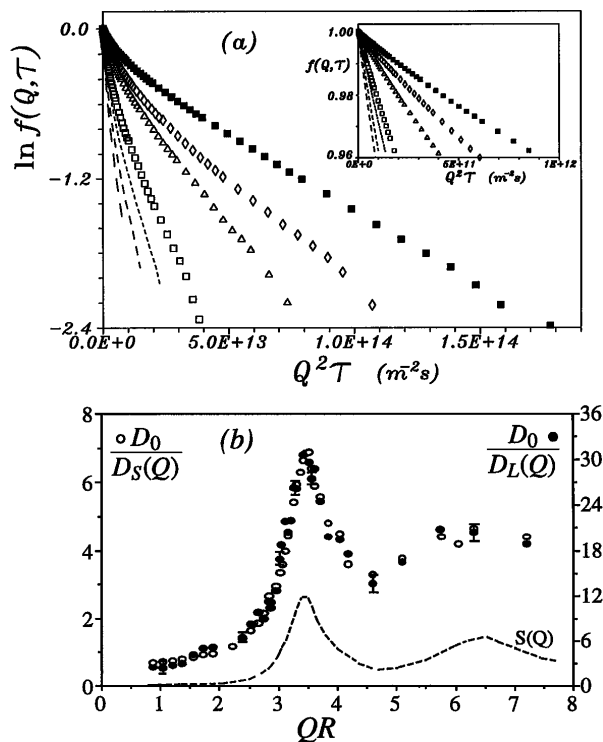 (a)
ln f(Q,τ)
0.0
-1.2
-2.4
0.0E+0
5.0E+13
1.0E+14
1.5E+14
Q²τ (m⁻²s)
f(Q,τ)
1.00
0.98
0.96
0E+0
5E+11
1E+12
Q²τ (m⁻²s)
(b)
○ D₀
D_S(Q)
● D₀
D_L(Q)
8
6
4
2
0
36
30
24
18
12
6
0
S(Q)
0 1 2 3 4 5 6 7 8
QR